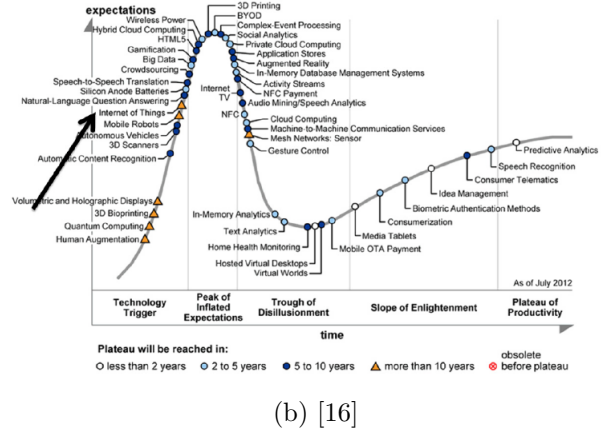 expectations
3D Printing
Wireless Power
BYOD
Hybrid Cloud Computing
Complex-Event Processing
HTML5
Social Analytics
Gamification
Private Cloud Computing
Big Data
Application Stores
Crowdsourcing
Augmented Reality
Speech-to-Speech Translation
In-Memory Database Management Systems
Silicon Anode Batteries
Activity Streams
Natural-Language Question Answering
Internet TV
NFC Payment
Internet of Things
Audio Mining/Speech Analytics
Mobile Robots
NFC
Cloud Computing
Autonomous Vehicles
Machine-to-Machine Communication Services
3D Scanners
Mesh Networks: Sensor
Automatic Content Recognition
Gesture Control
Predictive Analytics
Speech Recognition
Consumer Telematics
Idea Management
Volumetric and Holographic Displays
Biometric Authentication Methods
3D Bioprinting
In-Memory Analytics
Consumerization
Quantum Computing
Text Analytics
Media Tablets
Human Augmentation
Home Health Monitoring
Mobile OTA Payment
Hosted Virtual Desktops
Virtual Worlds
As of July 2012
Technology Trigger
Peak of Inflated Expectations
Trough of Disillusionment
Slope of Enlightenment
Plateau of Productivity
time
Plateau will be reached in:
less than 2 years
2 to 5 years
5 to 10 years
more than 10 years
obsolete before plateau
(b) [16]